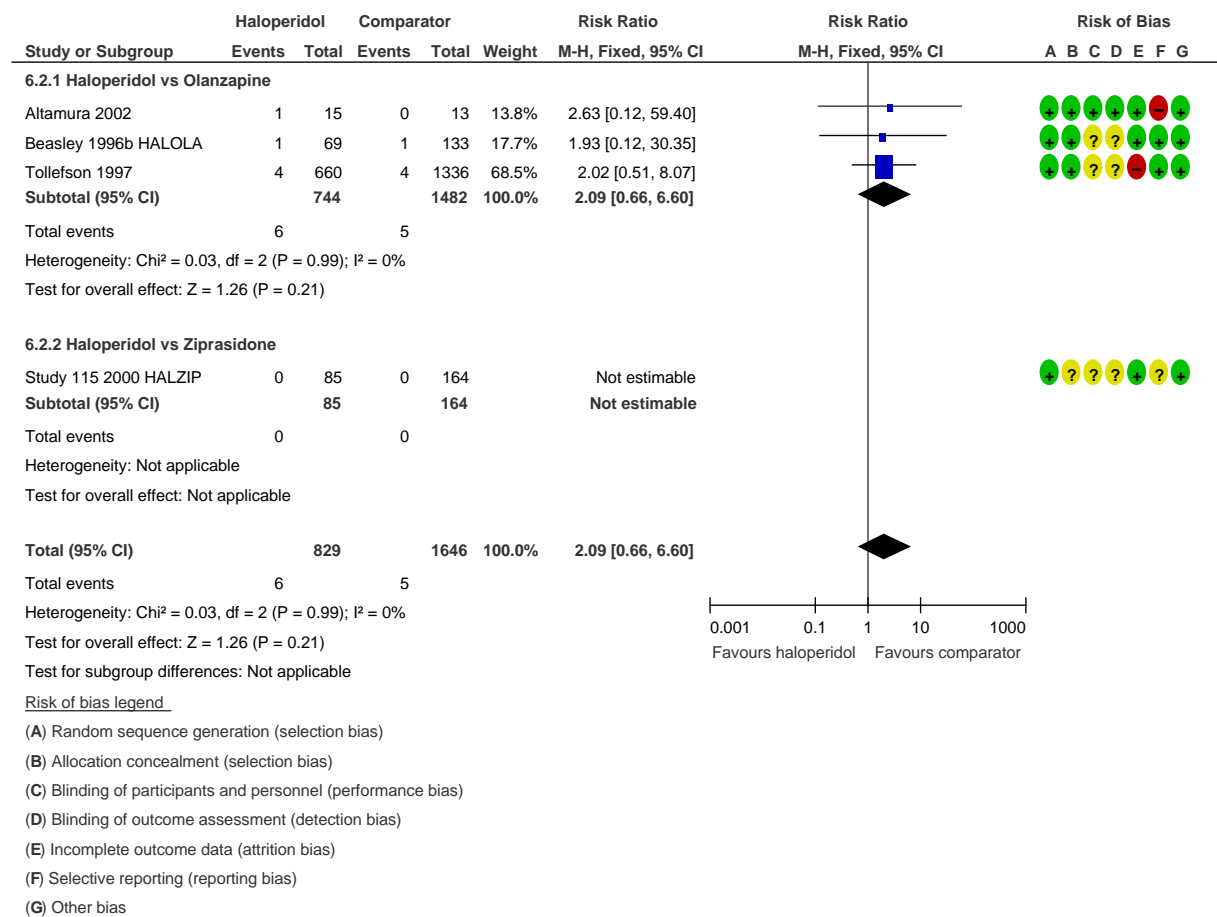 Haloperidol Comparator Risk Ratio Risk Ratio Risk of Bias
Study or Subgroup Events Total Events Total Weight M-H, Fixed, 95% CI M-H, Fixed, 95% CI A B C D E F G
6.2.1 Haloperidol vs Olanzapine
Altamura 2002 1 15 0 13 13.8% 2.63 [0.12, 59.40] + + + + + – +
Beasley 1996b HALOLA 1 69 1 133 17.7% 1.93 [0.12, 30.35] + + ? ? + + +
Tollefson 1997 4 660 4 1336 68.5% 2.02 [0.51, 8.07] + + ? ? – + +
Subtotal (95% CI) 744 1482 100.0% 2.09 [0.66, 6.60]
Total events 6 5
Heterogeneity: Chi² = 0.03, df = 2 (P = 0.99); I² = 0%
Test for overall effect: Z = 1.26 (P = 0.21)
6.2.2 Haloperidol vs Ziprasidone
Study 115 2000 HALZIP 0 85 0 164 Not estimable + ? ? ? + ? +
Subtotal (95% CI) 85 164 Not estimable
Total events 0 0
Heterogeneity: Not applicable
Test for overall effect: Not applicable
Total (95% CI) 829 1646 100.0% 2.09 [0.66, 6.60]
Total events 6 5
Heterogeneity: Chi² = 0.03, df = 2 (P = 0.99); I² = 0%
Test for overall effect: Z = 1.26 (P = 0.21)
Test for subgroup differences: Not applicable
0.001 0.1 1 10 1000
Favours haloperidol Favours comparator
Risk of bias legend
(A) Random sequence generation (selection bias)
(B) Allocation concealment (selection bias)
(C) Blinding of participants and personnel (performance bias)
(D) Blinding of outcome assessment (detection bias)
(E) Incomplete outcome data (attrition bias)
(F) Selective reporting (reporting bias)
(G) Other bias